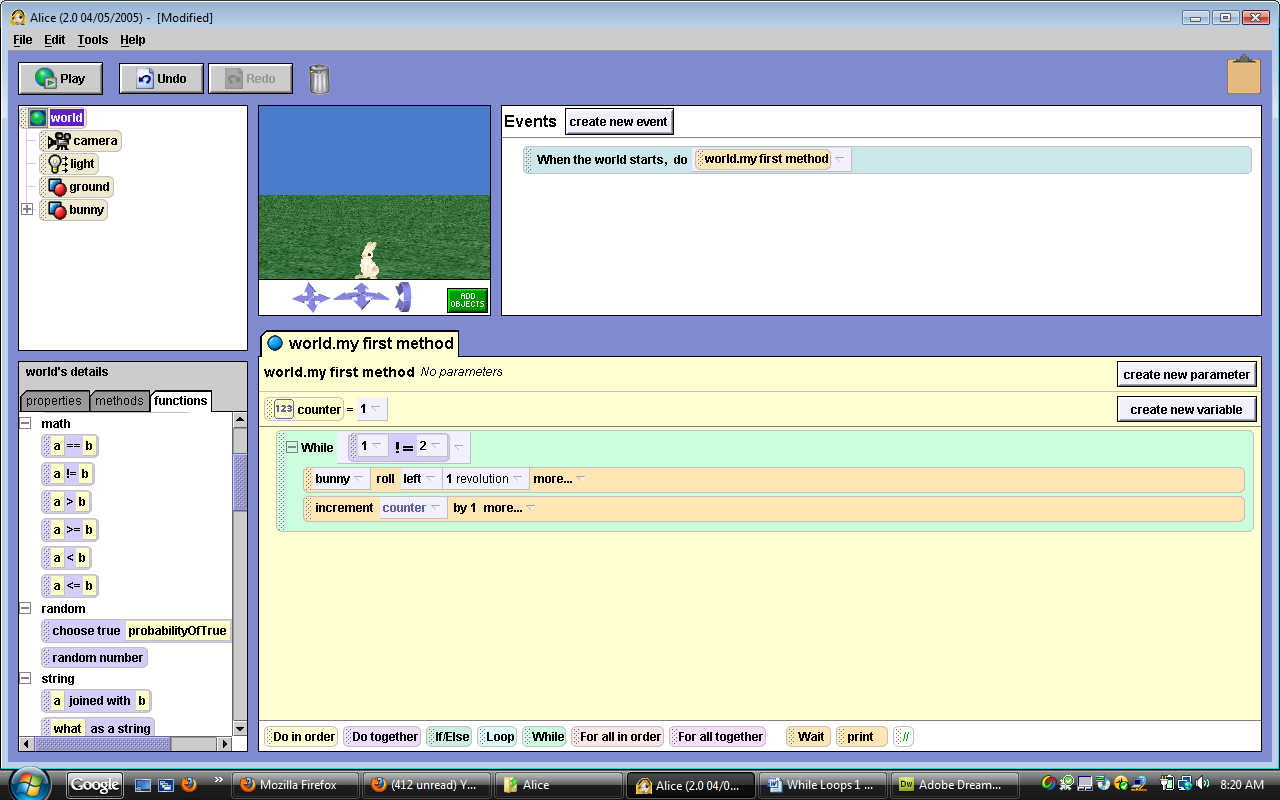 Alice (2.0 04/05/2005) - [Modified]
File Edit Tools Help
Play Undo Redo
world
camera
light
ground
bunny
ADD OBJECTS
Events create new event
When the world starts, do world.my first method
world's details
properties methods functions
math
a == b
a != b
a > b
a >= b
a < b
a <= b
random
choose true probabilityOfTrue
random number
string
a joined with b
what as a string
world.my first method
world.my first method No parameters create new parameter
123 counter = 1 create new variable
While 1 != 2
bunny roll left 1 revolution more...
increment counter by 1 more...
Do in order Do together If/Else Loop While For all in order For all together Wait print //
Google » Mozilla Firefox (412 unread) Y... Alice Alice (2.0 04/0... While Loops 1 ... Dw Adobe Dream... 8:20 AM